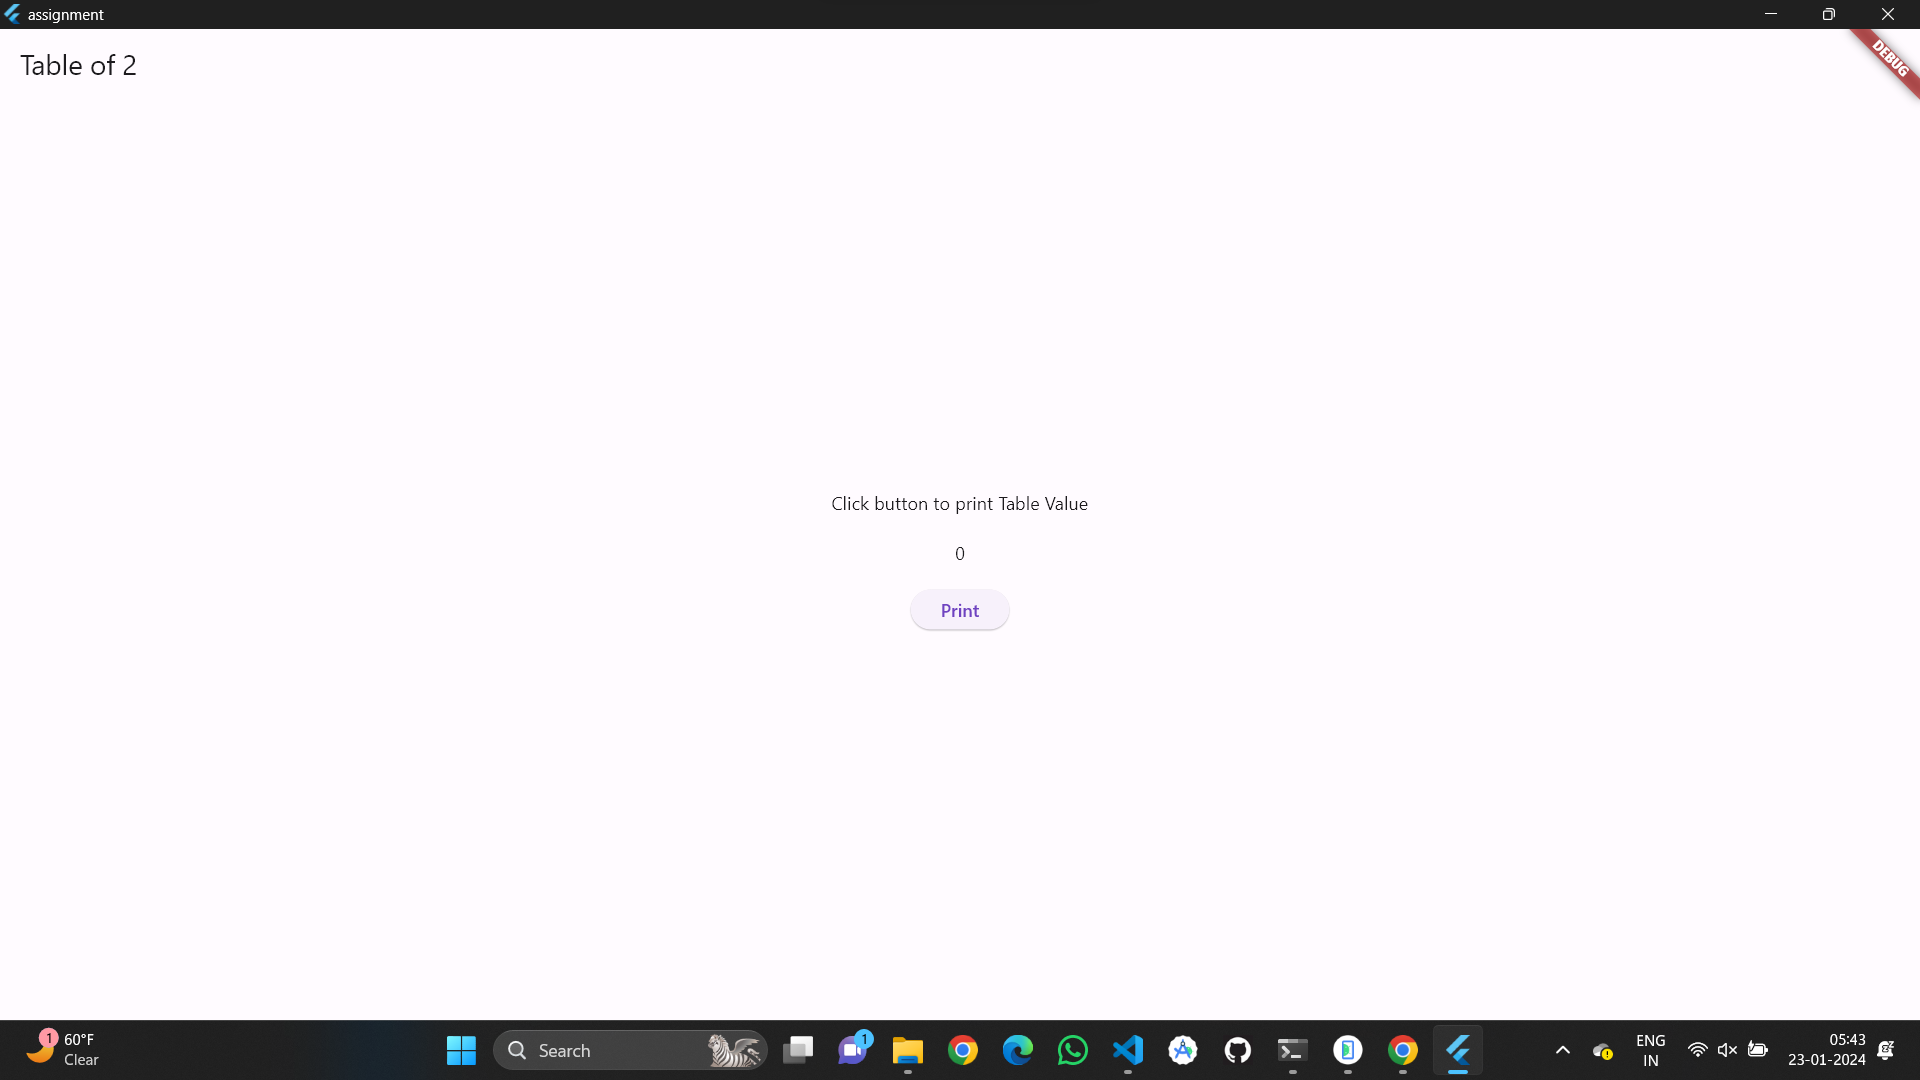 assignment
Table of 2
DEBUG
Click button to print Table Value
0
Print
1
60°F
Clear
Search
1
ENG
IN
05:43
23-01-2024